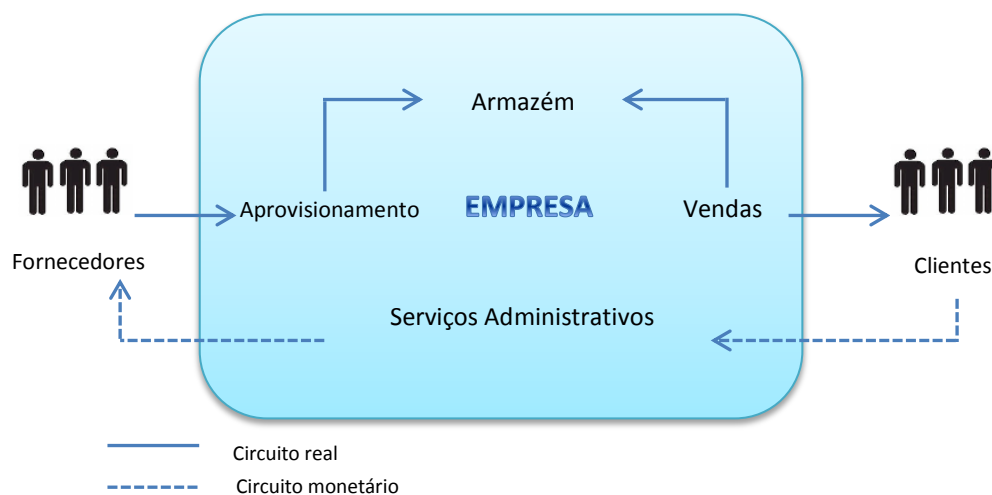 Armazém
Aprovisionamento
EMPRESA
Vendas
Fornecedores
Clientes
Serviços Administrativos
Circuito real
Circuito monetário